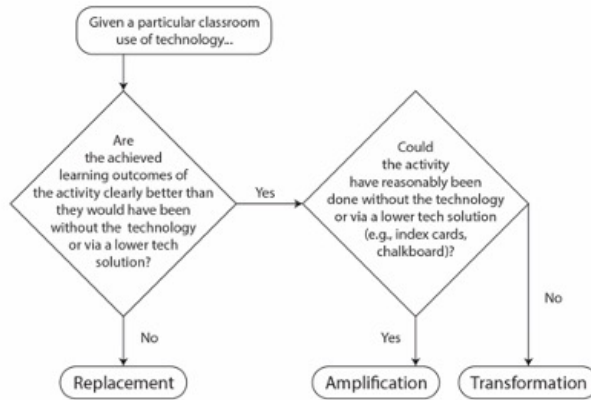 Given a particular classroom
use of technology...
Are
the achieved
learning outcomes of
the activity clearly better than
they would have been
without the technology
or via a lower tech
solution?
Yes
Could
the activity
have reasonably been
done without the technology
or via a lower tech solution
(e.g., index cards,
chalkboard)?
No
Yes
No
Replacement
Amplification
Transformation